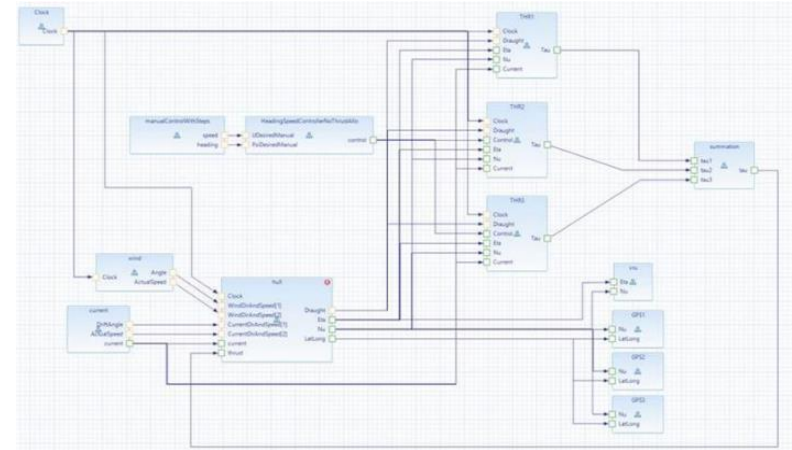 Clock
Clock
THR1
Clock
Draught
Eta
Nu
Current
Tau
manualControlWithSteps
speed
heading
HeadingSpeedControllerNoThrustAllo
UDesiredManual
PsiDesiredManual
control
THR2
Clock
Draught
Control
Eta
Nu
Current
Tau
summation
tau1
tau2
tau3
tau
THR3
Clock
Draught
Control
Eta
Nu
Current
Tau
wind
Clock
Angle
ActualSpeed
current
DriftAngle
ActualSpeed
current
hull
Clock
WindDirAndSpeed[1]
WindDirAndSpeed[2]
CurrentDirAndSpeed[1]
CurrentDirAndSpeed[2]
current
thrust
Draught
Eta
Nu
LatLong
Eta
Nu
GPS1
Nu
LatLong
GPS2
Nu
LatLong
GPS3
Nu
LatLong